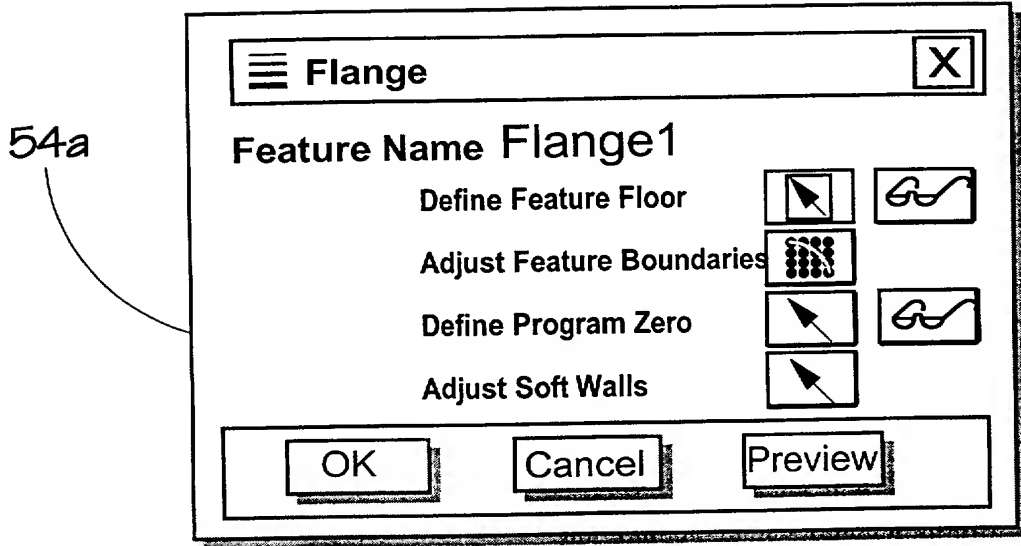 Flange X
54a
Feature Name Flange1
Define Feature Floor
Adjust Feature Boundaries
Define Program Zero
Adjust Soft Walls
OK Cancel Preview